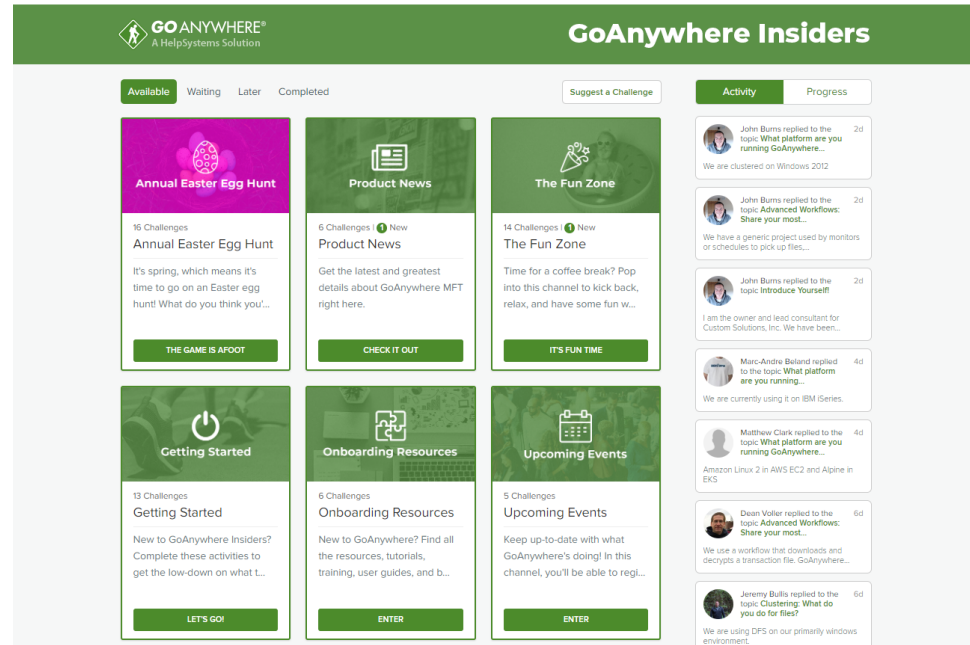 GO ANYWHERE®
A HelpSystems Solution
GoAnywhere Insiders
Available
Waiting
Later
Completed
Suggest a Challenge
Annual Easter Egg Hunt
16 Challenges
Annual Easter Egg Hunt
It's spring, which means it's
time to go on an Easter egg
hunt! What do you think you'...
THE GAME IS AFOOT
Product News
6 Challenges | 1 New
Product News
Get the latest and greatest
details about GoAnywhere MFT
right here.
CHECK IT OUT
The Fun Zone
14 Challenges | 1 New
The Fun Zone
Time for a coffee break? Pop
into this channel to kick back,
relax, and have some fun w...
IT'S FUN TIME
Getting Started
13 Challenges
Getting Started
New to GoAnywhere Insiders?
Complete these activities to
get the low-down on what t...
LET'S GO!
Onboarding Resources
6 Challenges
Onboarding Resources
New to GoAnywhere? Find all
the resources, tutorials,
training, user guides, and b...
ENTER
Upcoming Events
5 Challenges
Upcoming Events
Keep up-to-date with what
GoAnywhere's doing! In this
channel, you'll be able to regi...
ENTER
Activity
Progress
John Burns replied to the 2d
topic What platform are you
running GoAnywhere...
We are clustered on Windows 2012
John Burns replied to the 2d
topic Advanced Workflows:
Share your most...
We have a generic project used by monitors
or schedules to pick up files,...
John Burns replied to the 2d
topic Introduce Yourself!
I am the owner and lead consultant for
Custom Solutions, Inc. We have been...
Marc-Andre Beland replied 4d
to the topic What platform
are you running...
We are currently using it on IBM iSeries.
Matthew Clark replied to the 4d
topic What platform are you
running GoAnywhere...
Amazon Linux 2 in AWS EC2 and Alpine in
EKS
Dean Voller replied to the 6d
topic Advanced Workflows:
Share your most...
We use a workflow that downloads and
decrypts a transaction file. GoAnywhere...
Jeremy Bullis replied to the 6d
topic Clustering: What do
you do for files?
We are using DFS on our primarily windows
environment.